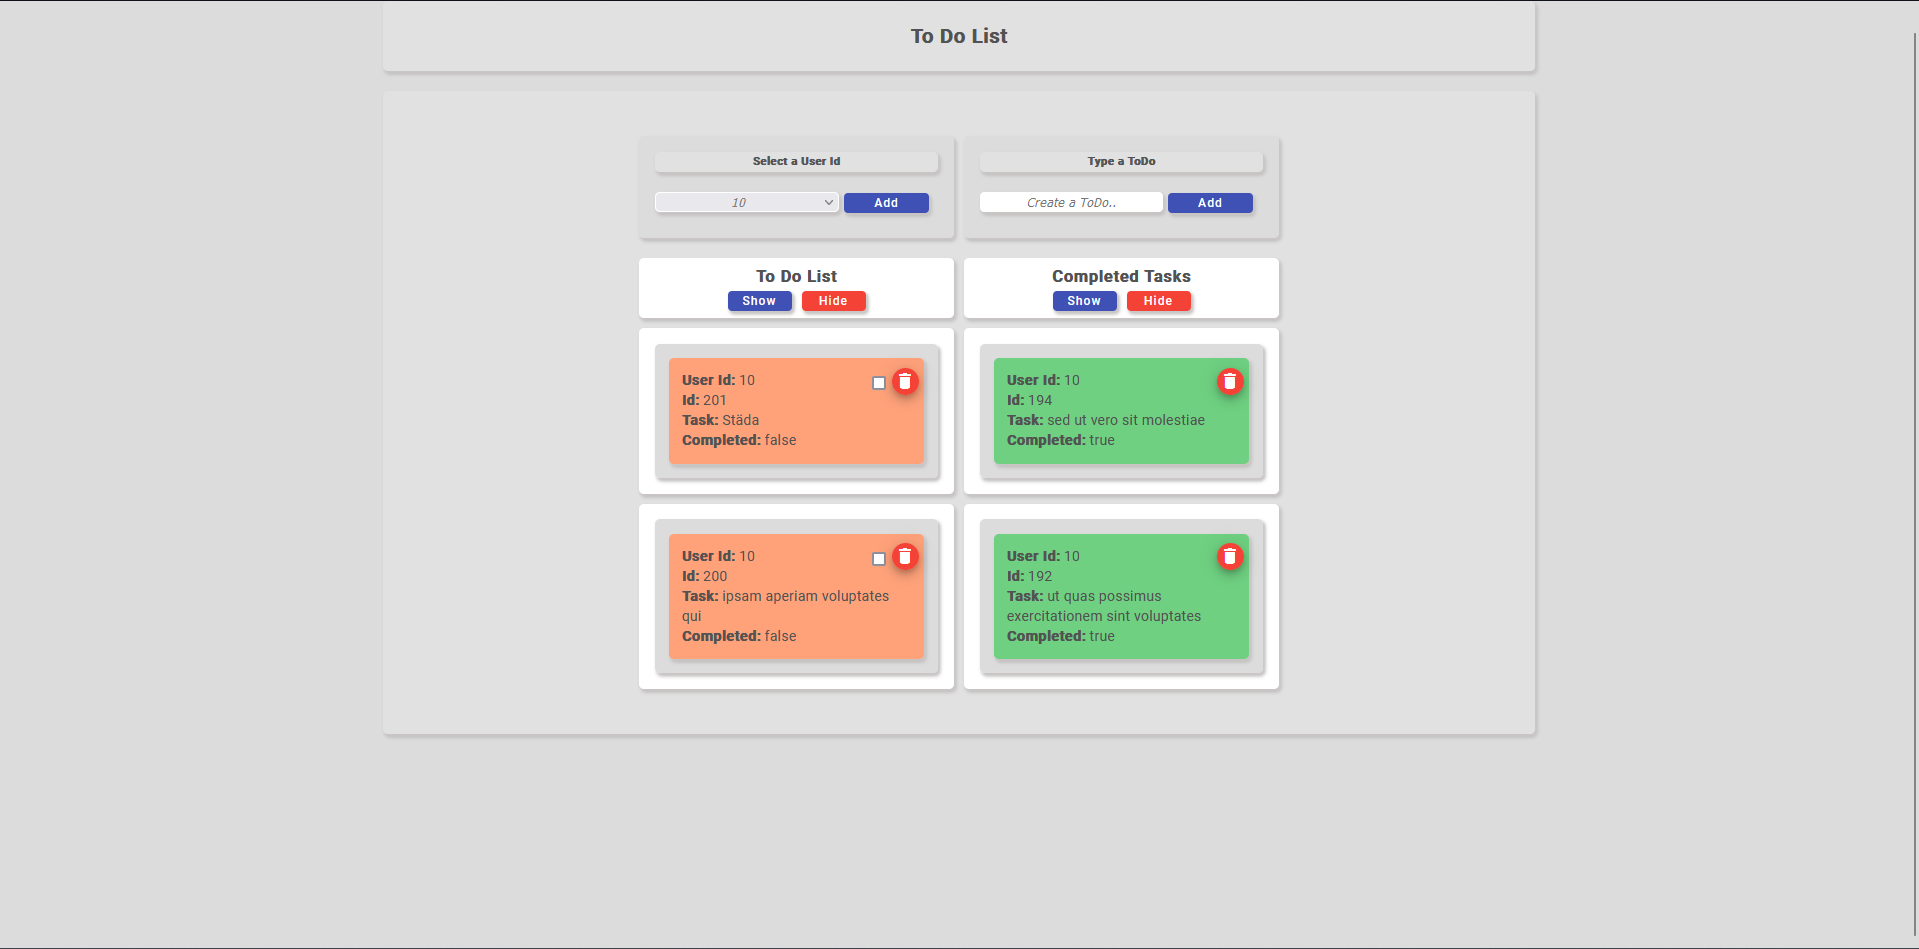 To Do List
Select a User Id
10
Add
Type a ToDo
Create a ToDo..
Add
To Do List
Show
Hide
Completed Tasks
Show
Hide
User Id: 10
Id: 201
Task: Städa
Completed: false
User Id: 10
Id: 194
Task: sed ut vero sit molestiae
Completed: true
User Id: 10
Id: 200
Task: ipsam aperiam voluptates
qui
Completed: false
User Id: 10
Id: 192
Task: ut quas possimus
exercitationem sint voluptates
Completed: true